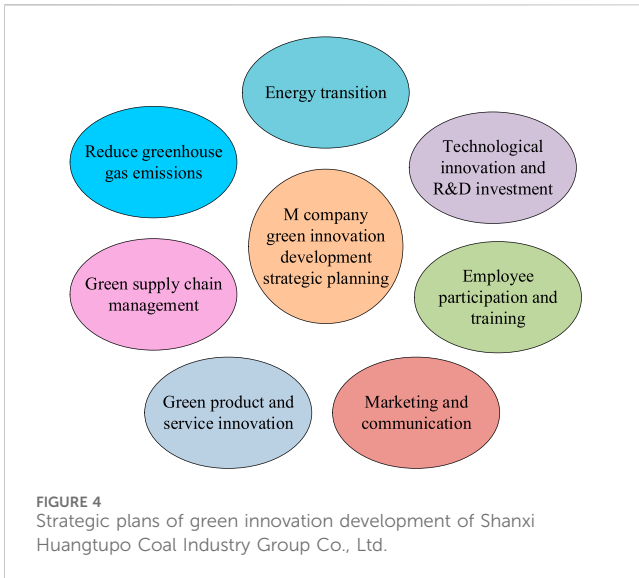 Energy transition
Reduce greenhouse
gas emissions
Technological
innovation and
R&D investment
M company
green innovation
development
strategic planning
Green supply chain
management
Employee
participation and
training
Green product and
service innovation
Marketing and
communication
FIGURE 4
Strategic plans of green innovation development of Shanxi
Huangtupo Coal Industry Group Co., Ltd.